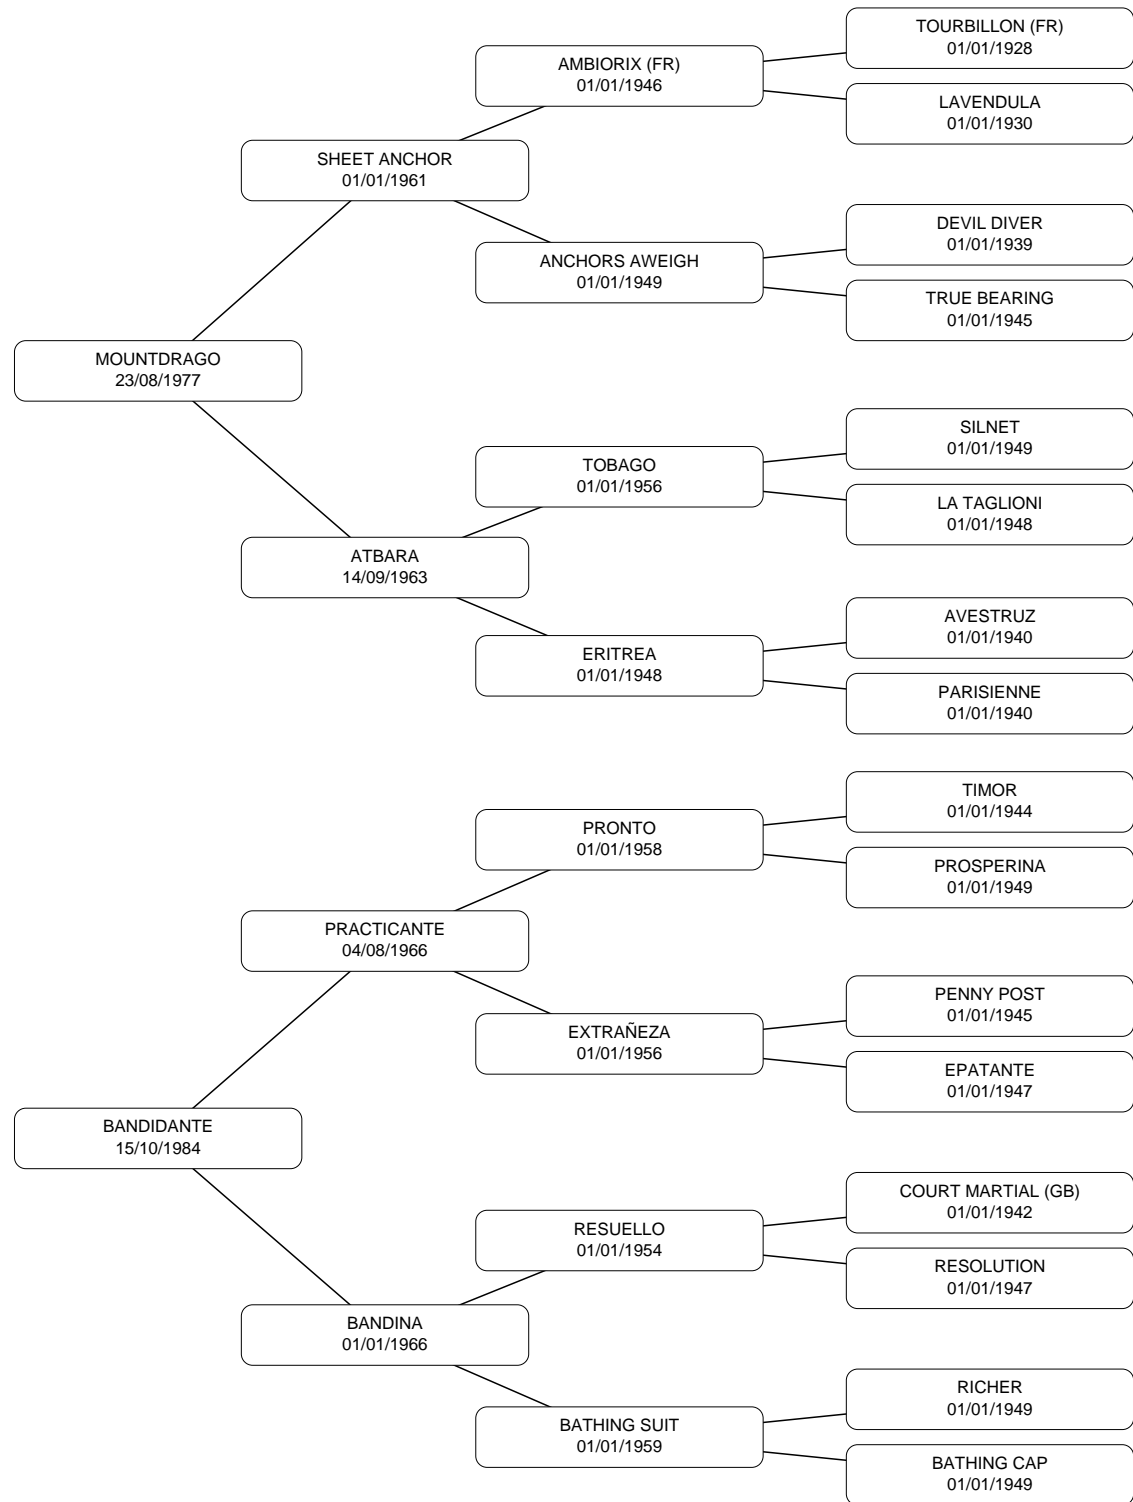 TOURBILLON (FR)
01/01/1928
AMBIORIX (FR)
01/01/1946
LAVENDULA
01/01/1930
SHEET ANCHOR
01/01/1961
DEVIL DIVER
01/01/1939
ANCHORS AWEIGH
01/01/1949
TRUE BEARING
01/01/1945
MOUNTDRAGO
23/08/1977
SILNET
01/01/1949
TOBAGO
01/01/1956
LA TAGLIONI
01/01/1948
ATBARA
14/09/1963
AVESTRUZ
01/01/1940
ERITREA
01/01/1948
PARISIENNE
01/01/1940
TIMOR
01/01/1944
PRONTO
01/01/1958
PROSPERINA
01/01/1949
PRACTICANTE
04/08/1966
PENNY POST
01/01/1945
EXTRAÑEZA
01/01/1956
EPATANTE
01/01/1947
BANDIDANTE
15/10/1984
COURT MARTIAL (GB)
01/01/1942
RESUELLO
01/01/1954
RESOLUTION
01/01/1947
BANDINA
01/01/1966
RICHER
01/01/1949
BATHING SUIT
01/01/1959
BATHING CAP
01/01/1949